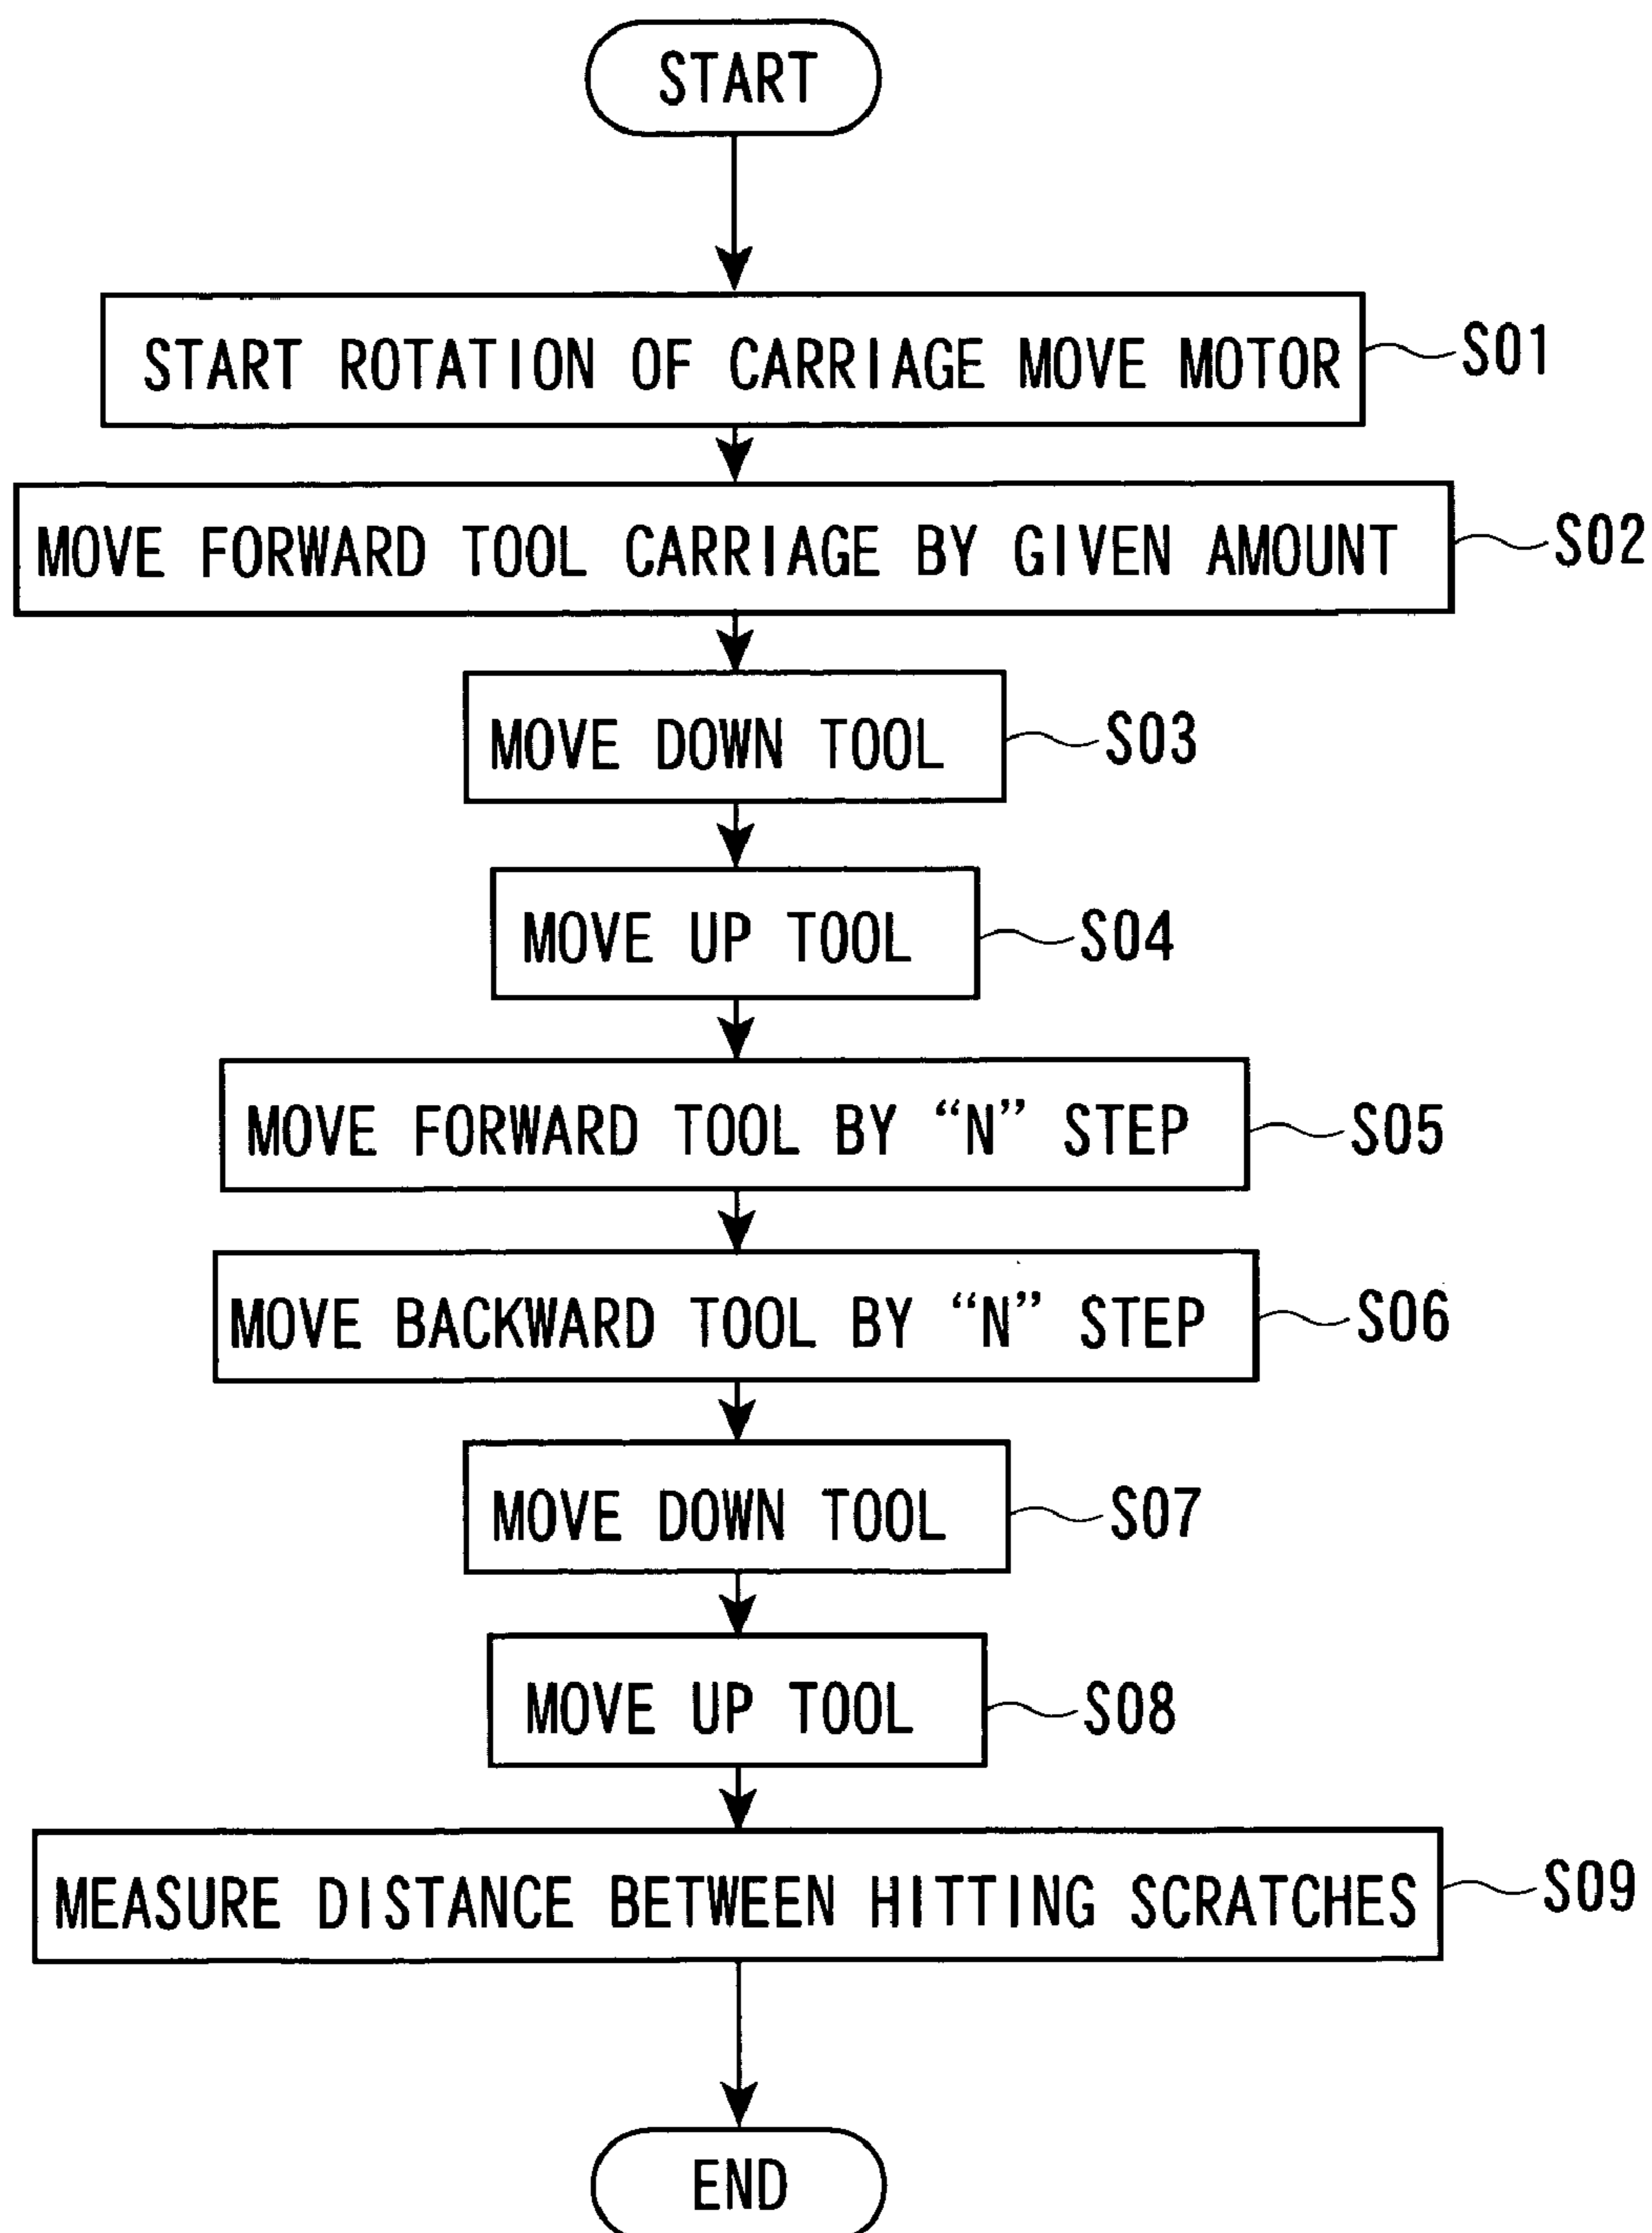 START
START ROTATION OF CARRIAGE MOVE MOTOR
S01
MOVE FORWARD TOOL CARRIAGE BY GIVEN AMOUNT
S02
MOVE DOWN TOOL
S03
MOVE UP TOOL
S04
MOVE FORWARD TOOL BY “N” STEP
S05
MOVE BACKWARD TOOL BY “N” STEP
S06
MOVE DOWN TOOL
S07
MOVE UP TOOL
S08
MEASURE DISTANCE BETWEEN HITTING SCRATCHES
S09
END